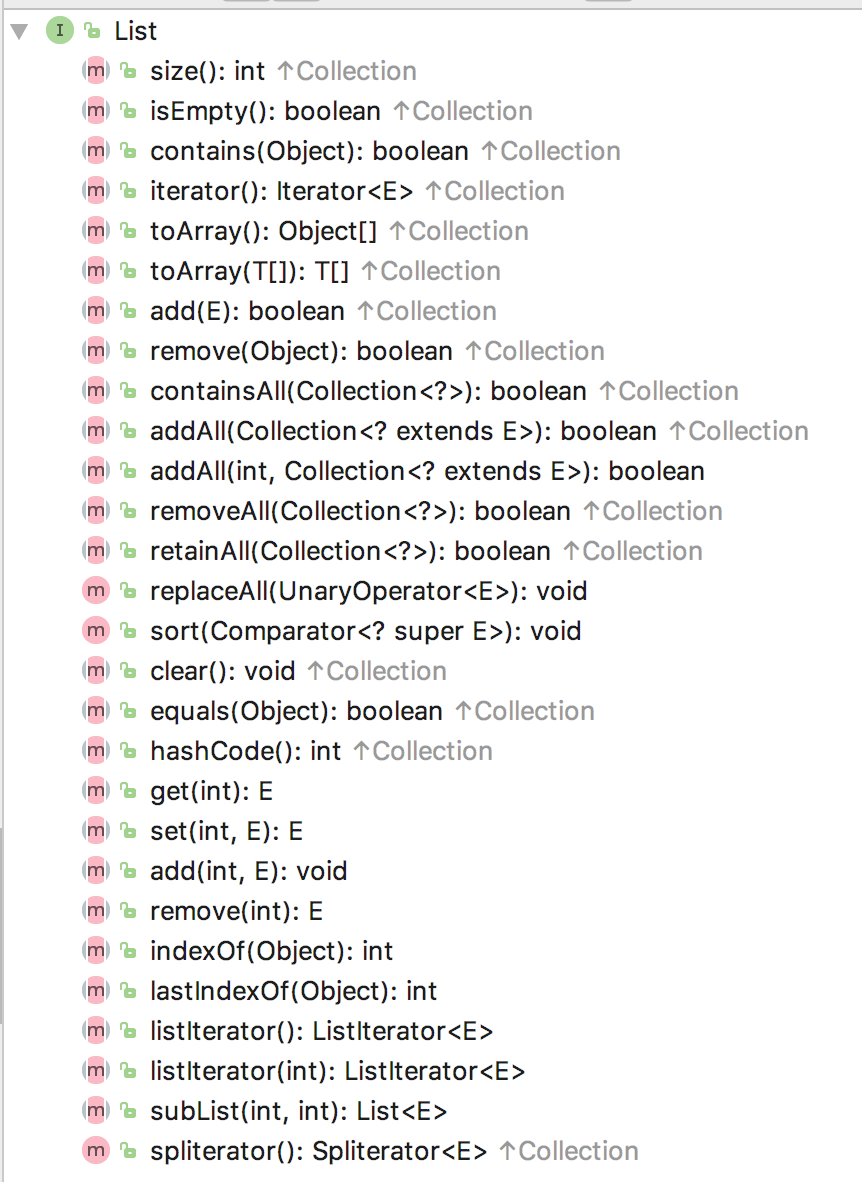 I List
m size(): int ↑Collection
m isEmpty(): boolean ↑Collection
m contains(Object): boolean ↑Collection
m iterator(): Iterator<E> ↑Collection
m toArray(): Object[] ↑Collection
m toArray(T[]): T[] ↑Collection
m add(E): boolean ↑Collection
m remove(Object): boolean ↑Collection
m containsAll(Collection<?>): boolean ↑Collection
m addAll(Collection<? extends E>): boolean ↑Collection
m addAll(int, Collection<? extends E>): boolean
m removeAll(Collection<?>): boolean ↑Collection
m retainAll(Collection<?>): boolean ↑Collection
m replaceAll(UnaryOperator<E>): void
m sort(Comparator<? super E>): void
m clear(): void ↑Collection
m equals(Object): boolean ↑Collection
m hashCode(): int ↑Collection
m get(int): E
m set(int, E): E
m add(int, E): void
m remove(int): E
m indexOf(Object): int
m lastIndexOf(Object): int
m listIterator(): ListIterator<E>
m listIterator(int): ListIterator<E>
m subList(int, int): List<E>
m spliterator(): Spliterator<E> ↑Collection